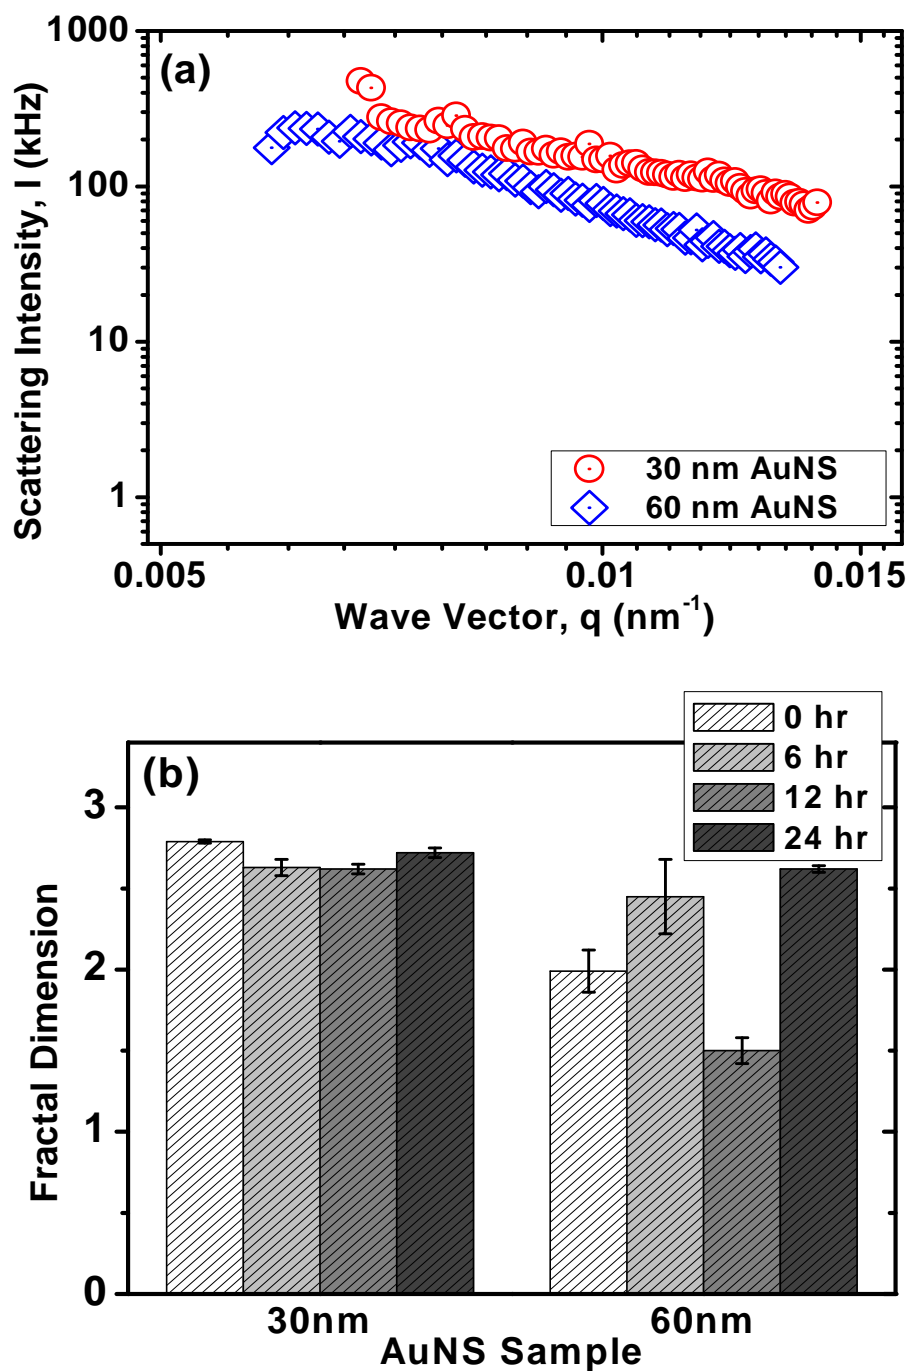 1000
(a)
100
10
1
Scattering Intensity, I (kHz)
30 nm AuNS
60 nm AuNS
0.005
0.01
0.015
Wave Vector, q (nm⁻¹)
0 hr
6 hr
12 hr
24 hr
(b)
3
2
1
0
Fractal Dimension
30nm
60nm
AuNS Sample